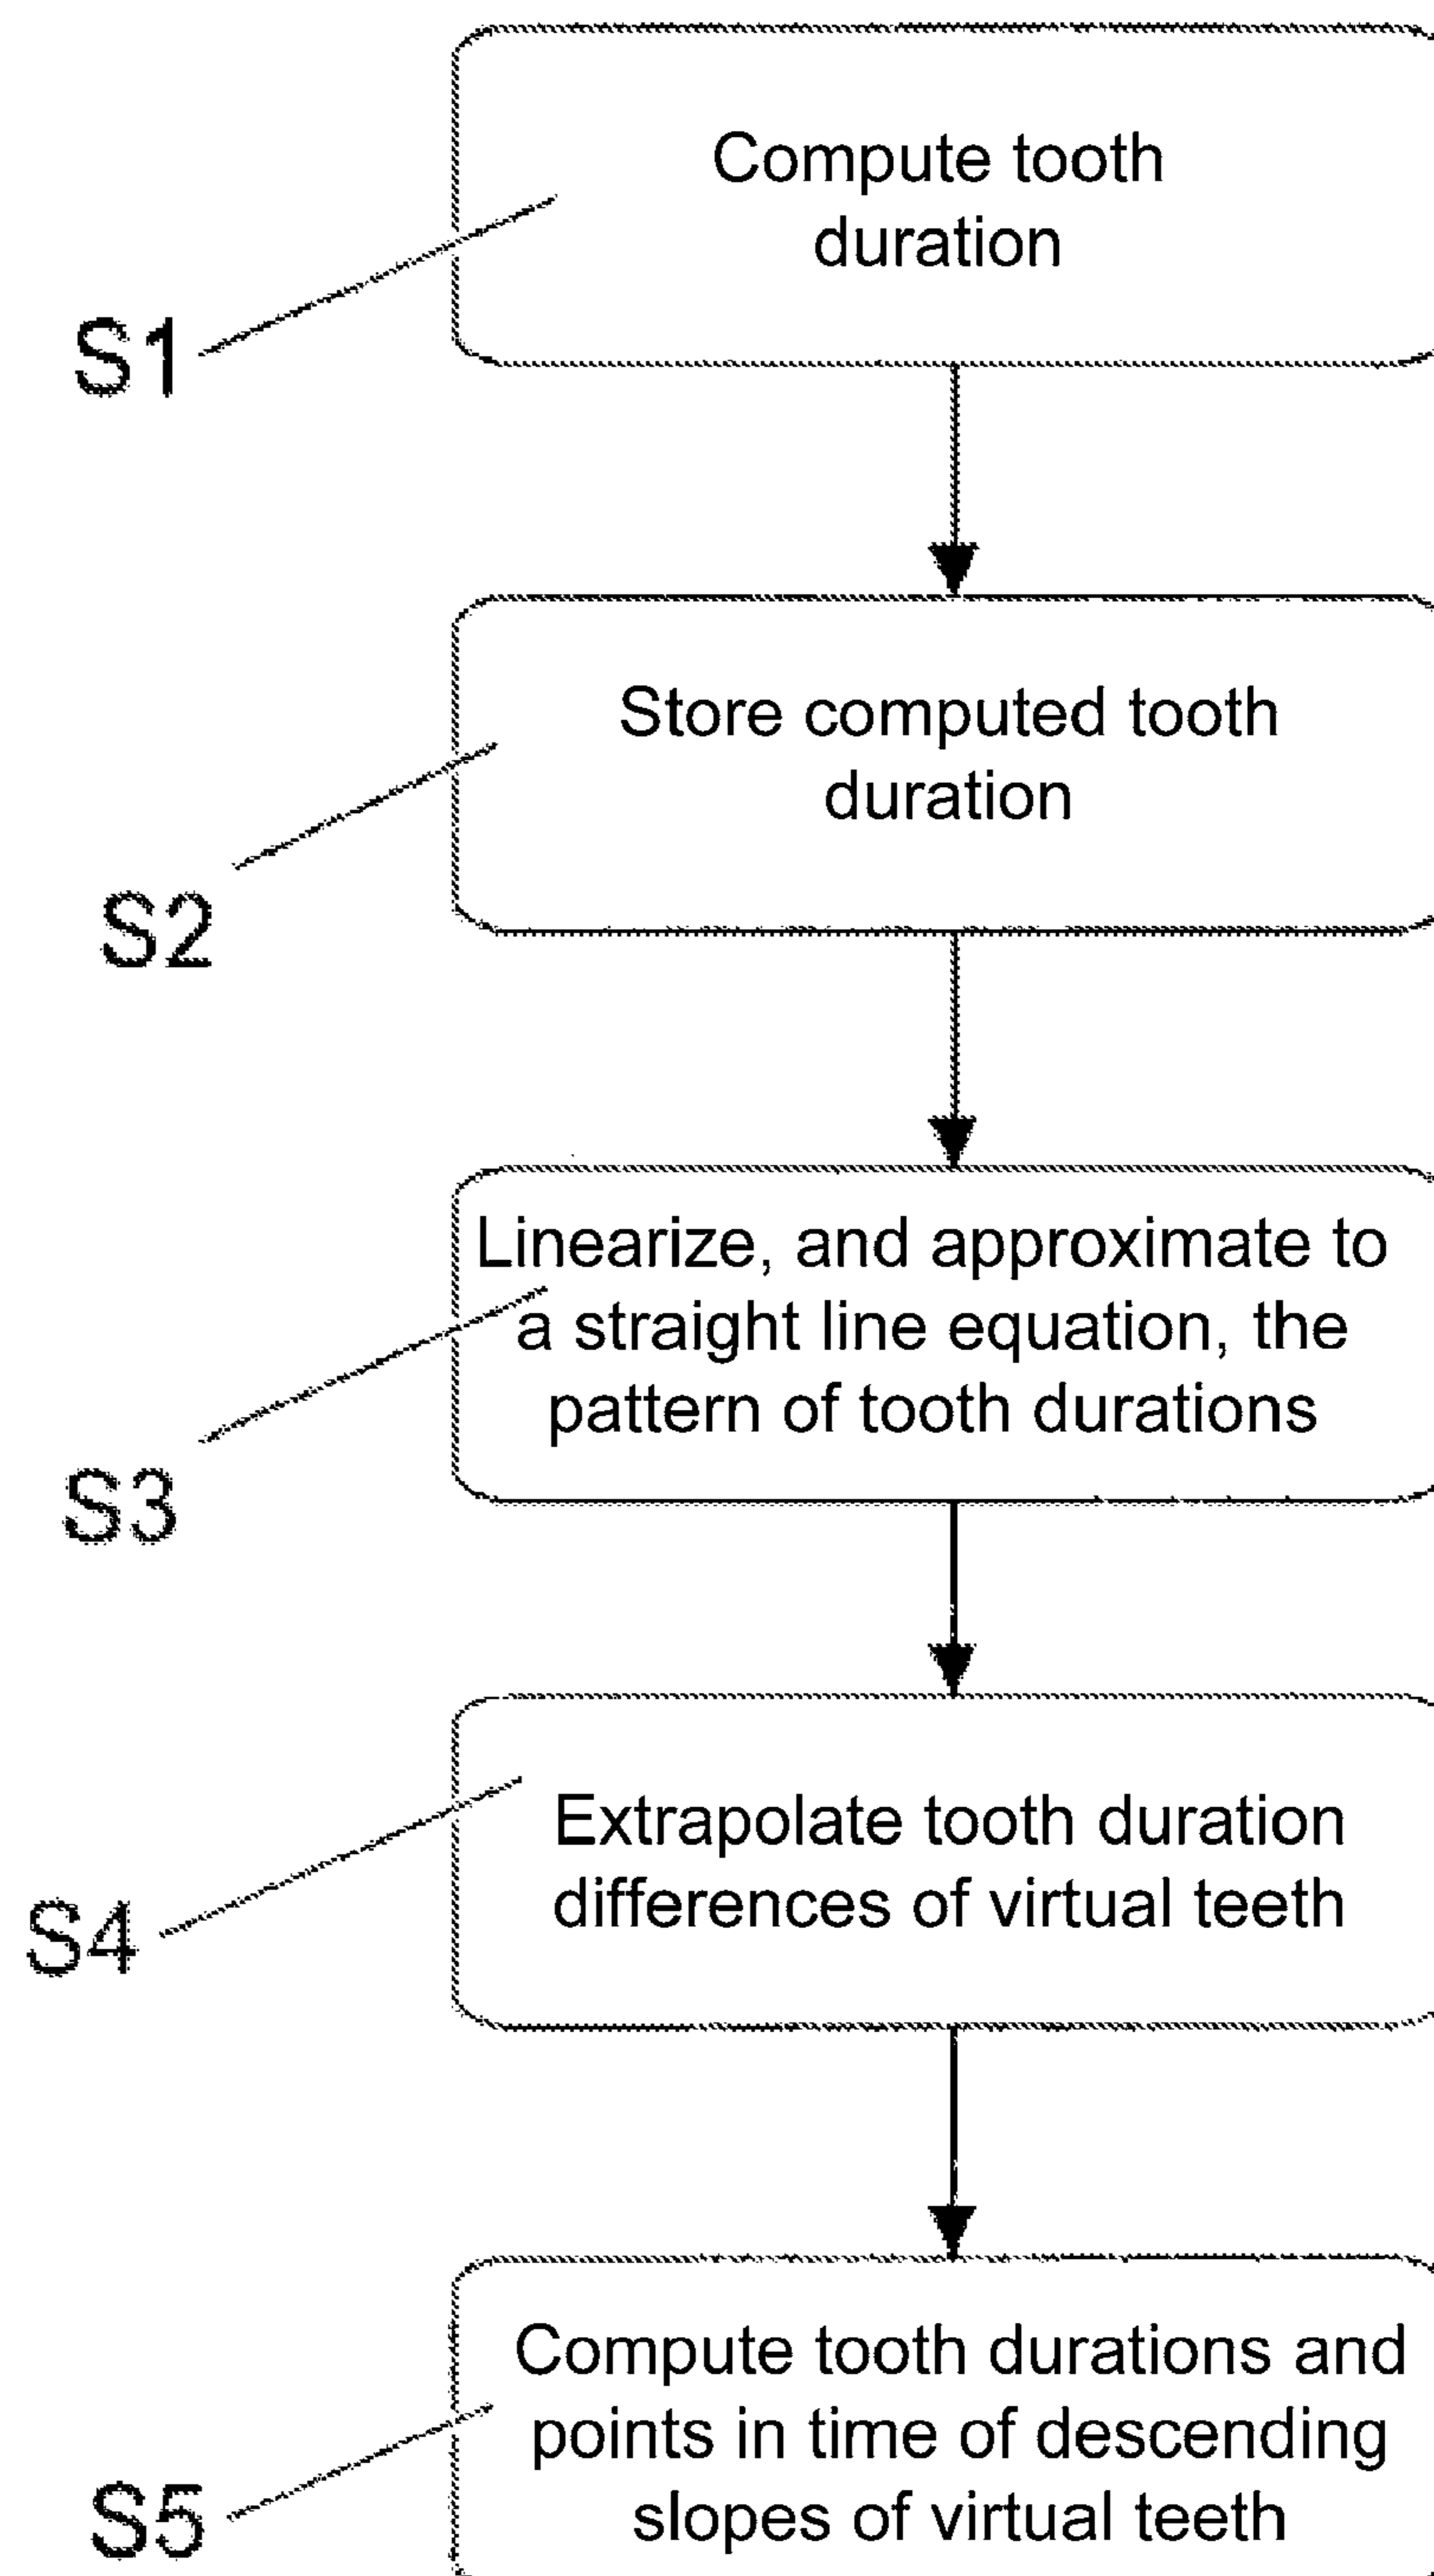 Compute tooth
duration
S1
Store computed tooth
duration
S2
Linearize, and approximate to
a straight line equation, the
pattern of tooth durations
S3
Extrapolate tooth duration
differences of virtual teeth
S4
Compute tooth durations and
points in time of descending
slopes of virtual teeth
S5